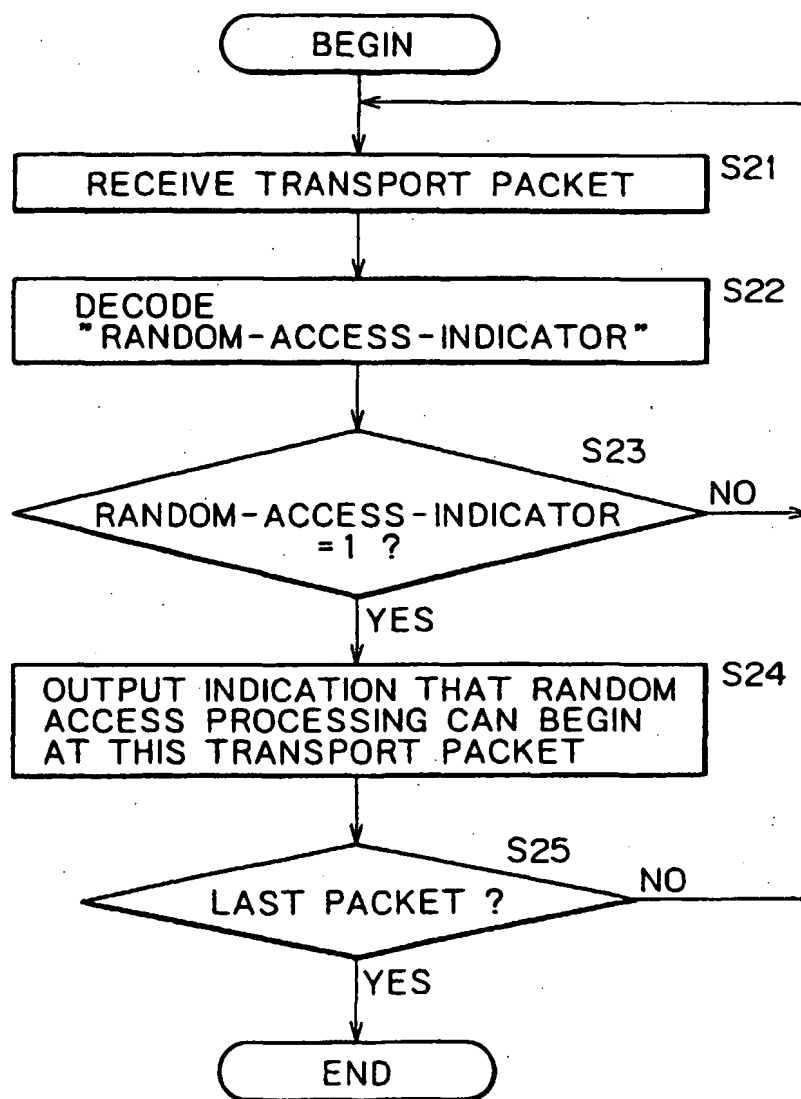 BEGIN
RECEIVE TRANSPORT PACKET
S21
DECODE
"RANDOM-ACCESS-INDICATOR"
S22
S23
RANDOM-ACCESS-INDICATOR
=1 ?
NO
YES
OUTPUT INDICATION THAT RANDOM
ACCESS PROCESSING CAN BEGIN
AT THIS TRANSPORT PACKET
S24
S25
LAST PACKET ?
NO
YES
END